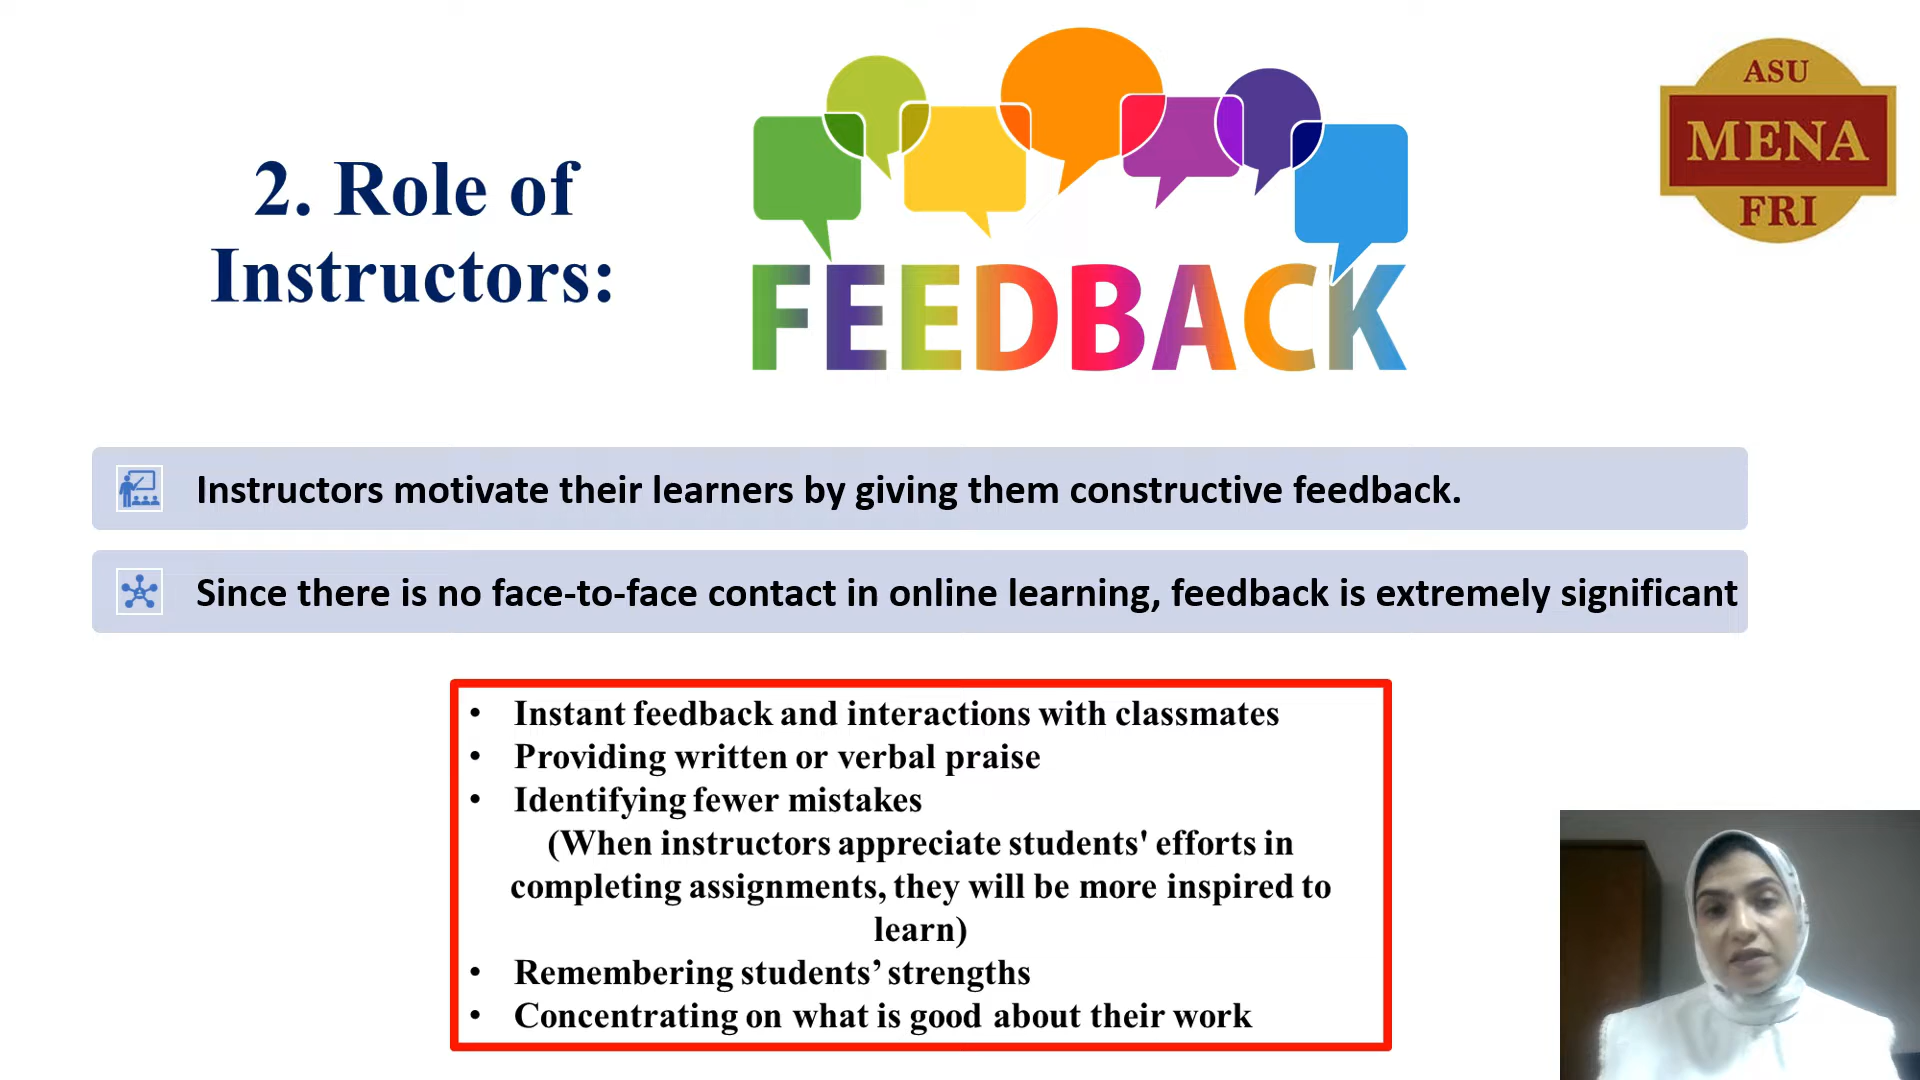 2. Role of
Instructors:
FEEDBACK
ASU
MENA
FRI
Instructors motivate their learners by giving them constructive feedback.
Since there is no face-to-face contact in online learning, feedback is extremely significant
• Instant feedback and interactions with classmates
• Providing written or verbal praise
• Identifying fewer mistakes
(When instructors appreciate students' efforts in
completing assignments, they will be more inspired to
learn)
• Remembering students’ strengths
• Concentrating on what is good about their work